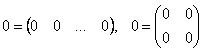 0 = (0 0 ... 0), 0 = (0 0
0 0)